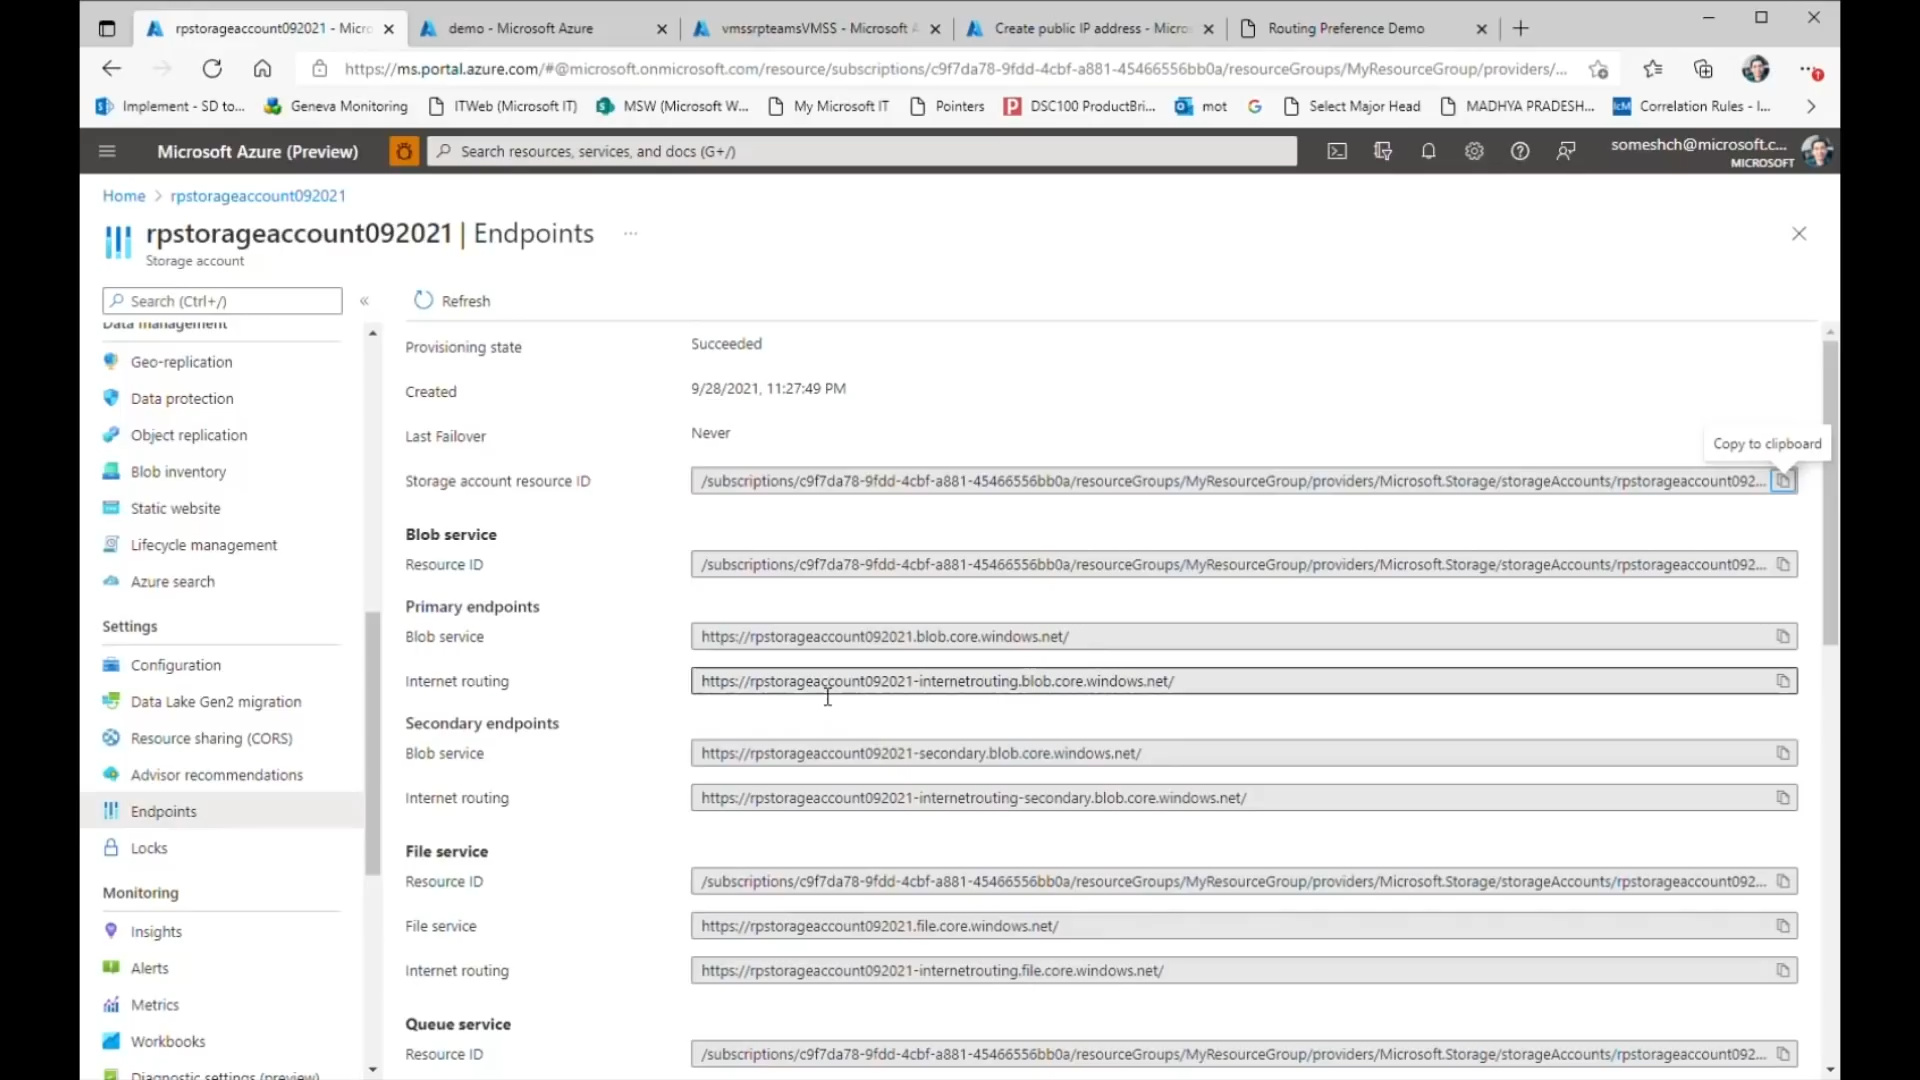 rpstorageaccount092021 - Micro
demo - Microsoft Azure
vmssrpteamsVMSS - Microsoft A
Create public IP address - Micro
Routing Preference Demo
https://ms.portal.azure.com/#@microsoft.onmicrosoft.com/resource/subscriptions/c9f7da78-9fdd-4cbf-a881-45466556bb0a/resourceGroups/MyResourceGroup/providers/...
Implement - SD to...
Geneva Monitoring
ITWeb (Microsoft IT)
MSW (Microsoft W...
My Microsoft IT
Pointers
DSC100 ProductBri...
mot
Select Major Head
MADHYA PRADESH...
Correlation Rules - I...
Microsoft Azure (Preview)
Search resources, services, and docs (G+/)
someshch@microsoft.c...
MICROSOFT
Home > rpstorageaccount092021
rpstorageaccount092021 | Endpoints ...
Storage account
Search (Ctrl+/)
«
Refresh
Data management
Geo-replication
Data protection
Object replication
Blob inventory
Static website
Lifecycle management
Azure search
Settings
Configuration
Data Lake Gen2 migration
Resource sharing (CORS)
Advisor recommendations
Endpoints
Locks
Monitoring
Insights
Alerts
Metrics
Workbooks
Diagnostic settings (preview)
Provisioning state
Succeeded
Created
9/28/2021, 11:27:49 PM
Last Failover
Never
Copy to clipboard
Storage account resource ID
/subscriptions/c9f7da78-9fdd-4cbf-a881-45466556bb0a/resourceGroups/MyResourceGroup/providers/Microsoft.Storage/storageAccounts/rpstorageaccount092...
Blob service
Resource ID
/subscriptions/c9f7da78-9fdd-4cbf-a881-45466556bb0a/resourceGroups/MyResourceGroup/providers/Microsoft.Storage/storageAccounts/rpstorageaccount092...
Primary endpoints
Blob service
https://rpstorageaccount092021.blob.core.windows.net/
Internet routing
https://rpstorageaccount092021-internetrouting.blob.core.windows.net/
Secondary endpoints
Blob service
https://rpstorageaccount092021-secondary.blob.core.windows.net/
Internet routing
https://rpstorageaccount092021-internetrouting-secondary.blob.core.windows.net/
File service
Resource ID
/subscriptions/c9f7da78-9fdd-4cbf-a881-45466556bb0a/resourceGroups/MyResourceGroup/providers/Microsoft.Storage/storageAccounts/rpstorageaccount092...
File service
https://rpstorageaccount092021.file.core.windows.net/
Internet routing
https://rpstorageaccount092021-internetrouting.file.core.windows.net/
Queue service
Resource ID
/subscriptions/c9f7da78-9fdd-4cbf-a881-45466556bb0a/resourceGroups/MyResourceGroup/providers/Microsoft.Storage/storageAccounts/rpstorageaccount092...